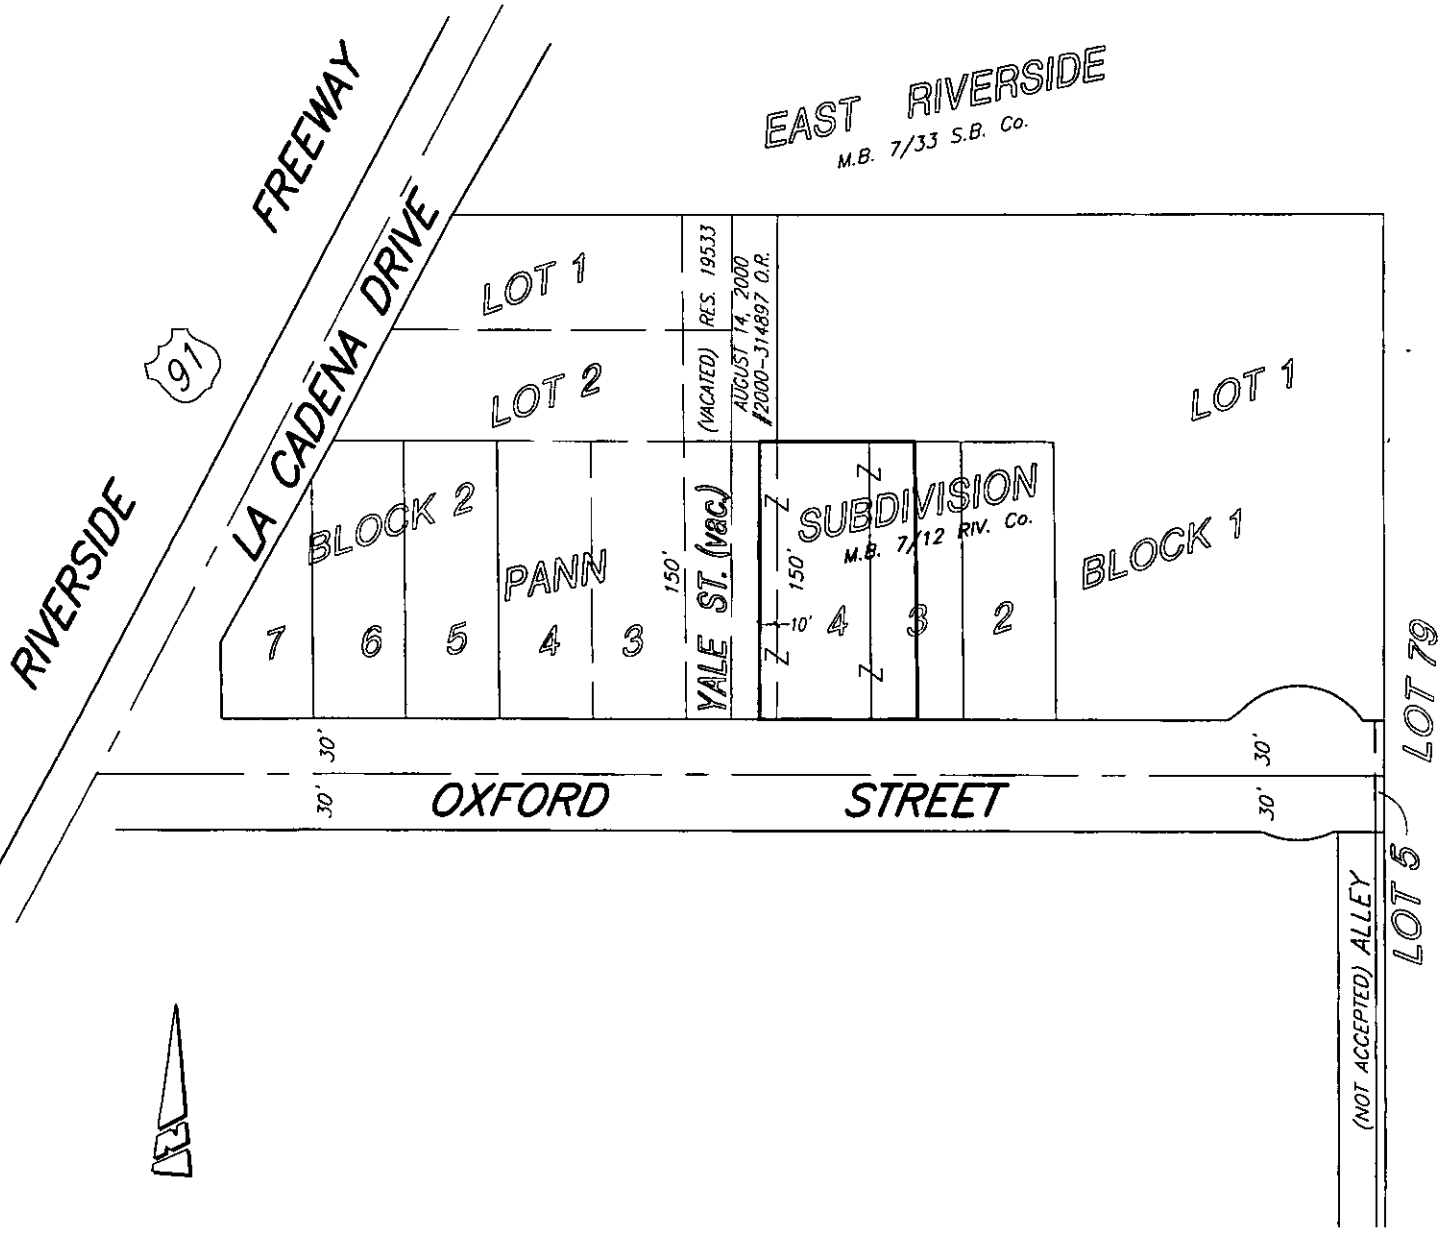 EAST RIVERSIDE
M.B. 7/33 S.B. Co.
RIVERSIDE FREEWAY
91
LA CADENA DRIVE
LOT 1
LOT 2
(VACATED) RES. 19533
AUGUST 14, 2000
#2000-314897 O.R.
LOT 1
BLOCK 2
PANN
SUBDIVISION
M.B. 7/12 RIV. Co.
BLOCK 1
150'
YALE ST. (vac.)
150'
10'
Z
Z
Z
Z
7
6
5
4
3
4
3
2
30'
30'
OXFORD STREET
30'
30'
LOT 79
LOT 5
(NOT ACCEPTED) ALLEY
N